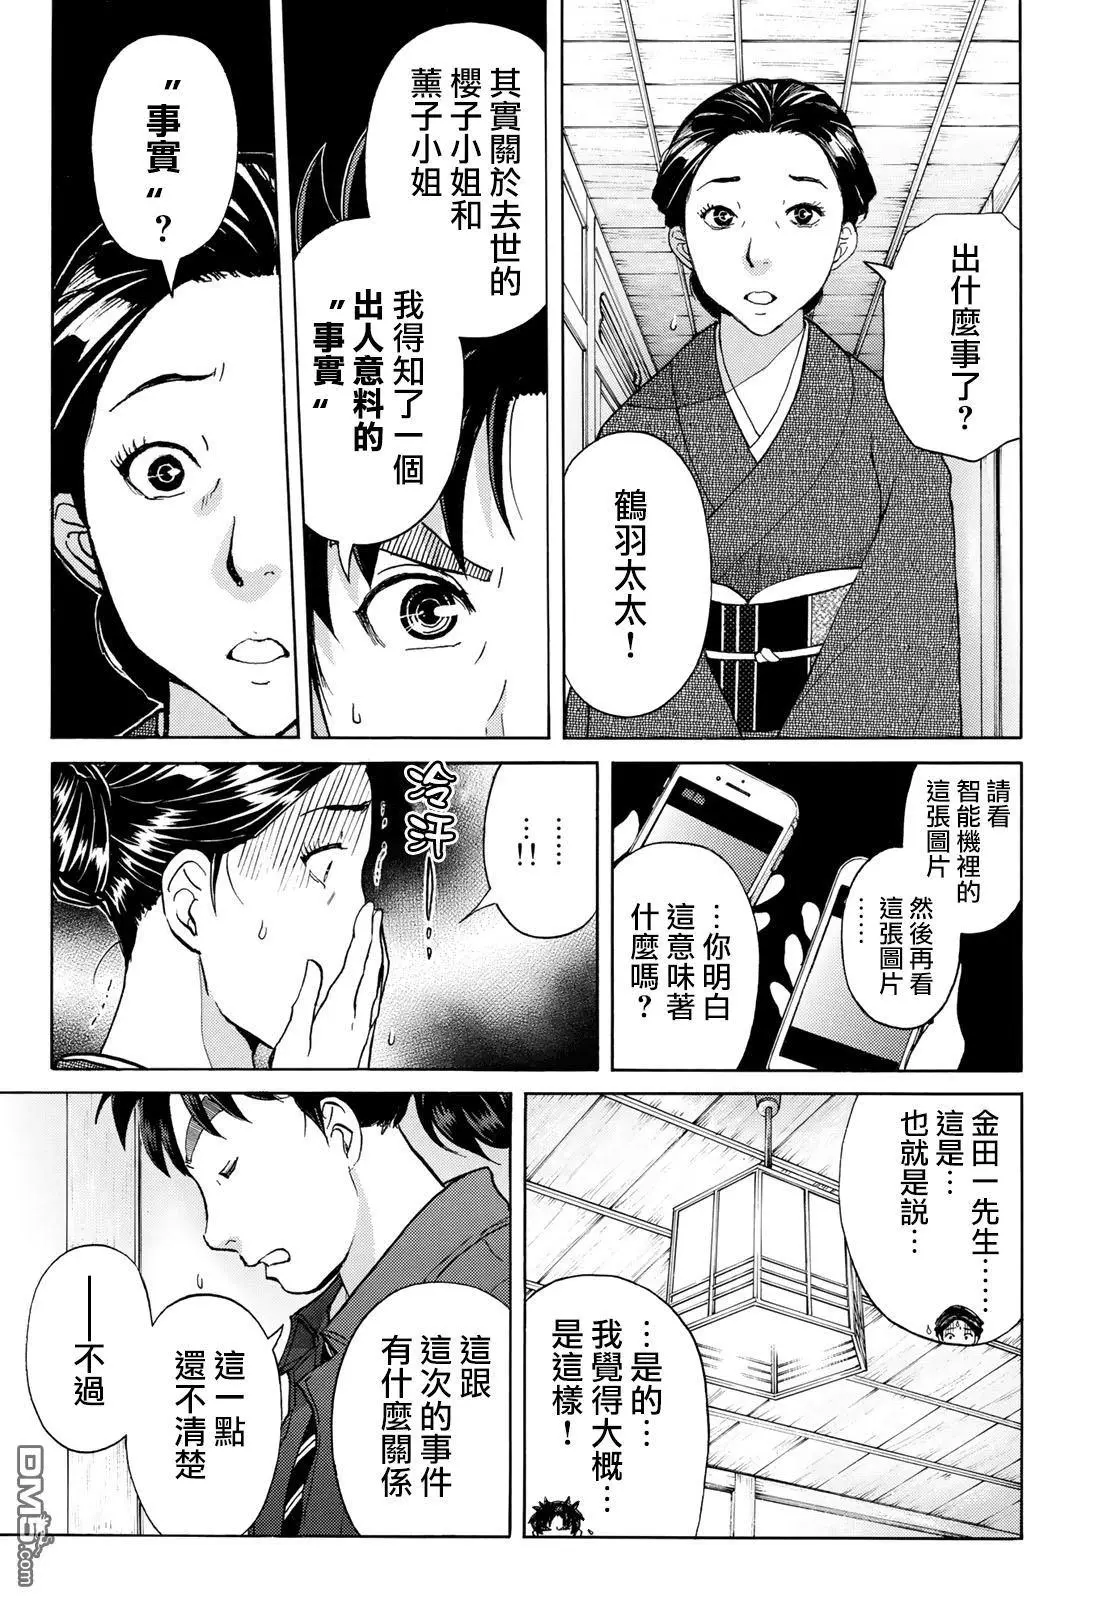 出什麼事了？
鶴羽太太！
其實關於去世的
櫻子小姐和
薰子小姐
我得知了一個
出人意料的
"事實"
"事實"？
請看
智能機裡的
這張圖片
然後再看
這張圖片
……
…你明白
這意味著
什麼嗎？
……
…!!
冷汗
金田一先生……
這是…
也就是説…
…是的…
我覺得大概…
是這樣！
這跟
這次的事件
有什麼關係
這一點
還不清楚
——不過
DM5.com